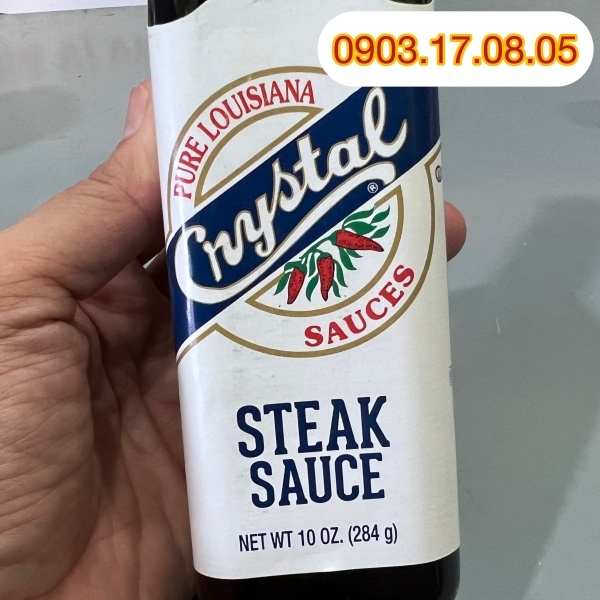 0903.17.08.05
PURE LOUISIANA
Crystal®
SAUCES
STEAK
SAUCE
NET WT 10 OZ. (284 g)